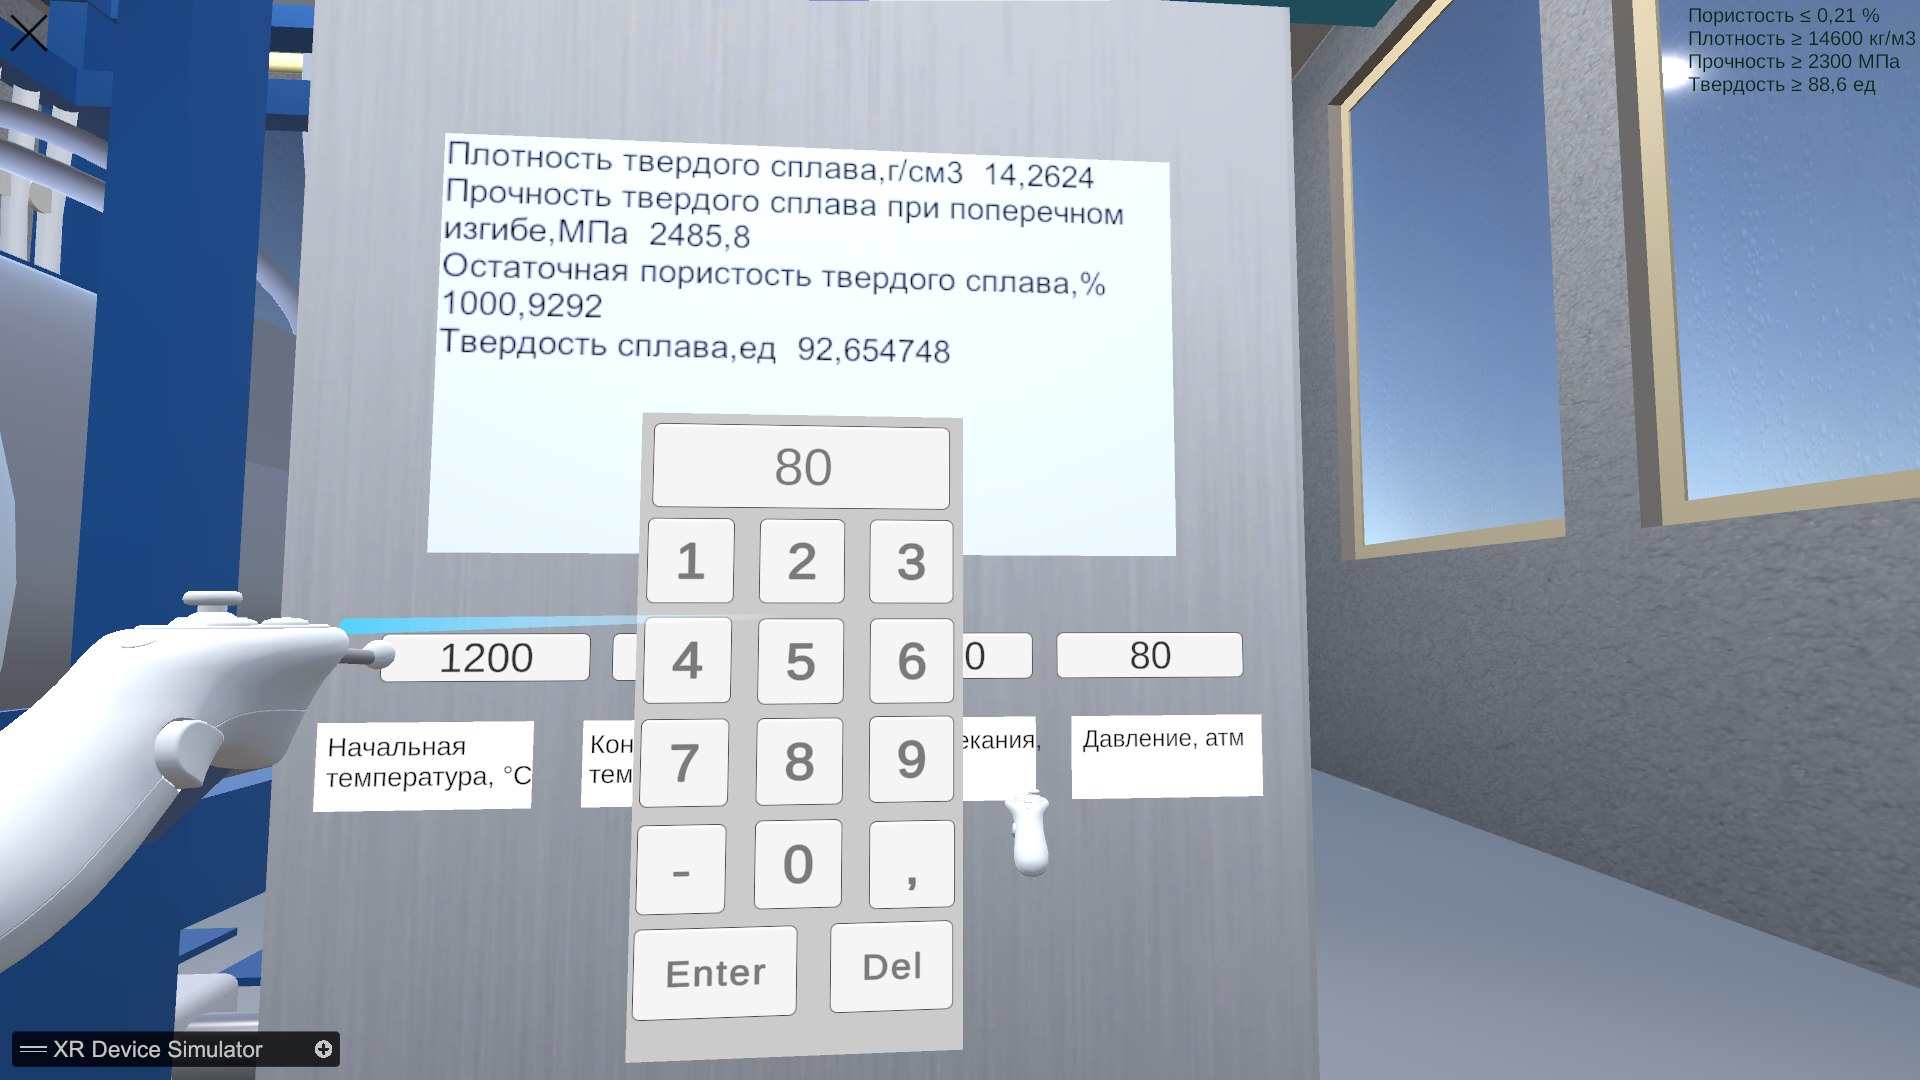 Пористость ≤ 0,21 %
Плотность ≥ 14600 кг/м3
Прочность ≥ 2300 МПа
Твердость ≥ 88,6 ед
Плотность твердого сплава,г/см3 14,2624
Прочность твердого сплава при поперечном
изгибе,МПа 2485,8
Остаточная пористость твердого сплава,%
1000,9292
Твердость сплава,ед 92,654748
80
1 2 3
4 5 6
7 8 9
- 0 ,
Enter Del
1200
0
80
Начальная
температура, °C
Кон
тем
екания,
Давление, атм
XR Device Simulator